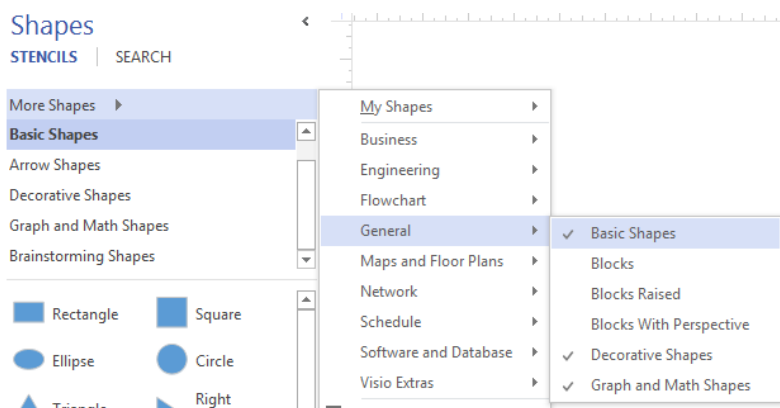 Shapes
STENCILS
SEARCH
More Shapes
Basic Shapes
Arrow Shapes
Decorative Shapes
Graph and Math Shapes
Brainstorming Shapes
Rectangle
Square
Ellipse
Circle
Triangle
Right
My Shapes
Business
Engineering
Flowchart
General
Maps and Floor Plans
Network
Schedule
Software and Database
Visio Extras
Basic Shapes
Blocks
Blocks Raised
Blocks With Perspective
Decorative Shapes
Graph and Math Shapes